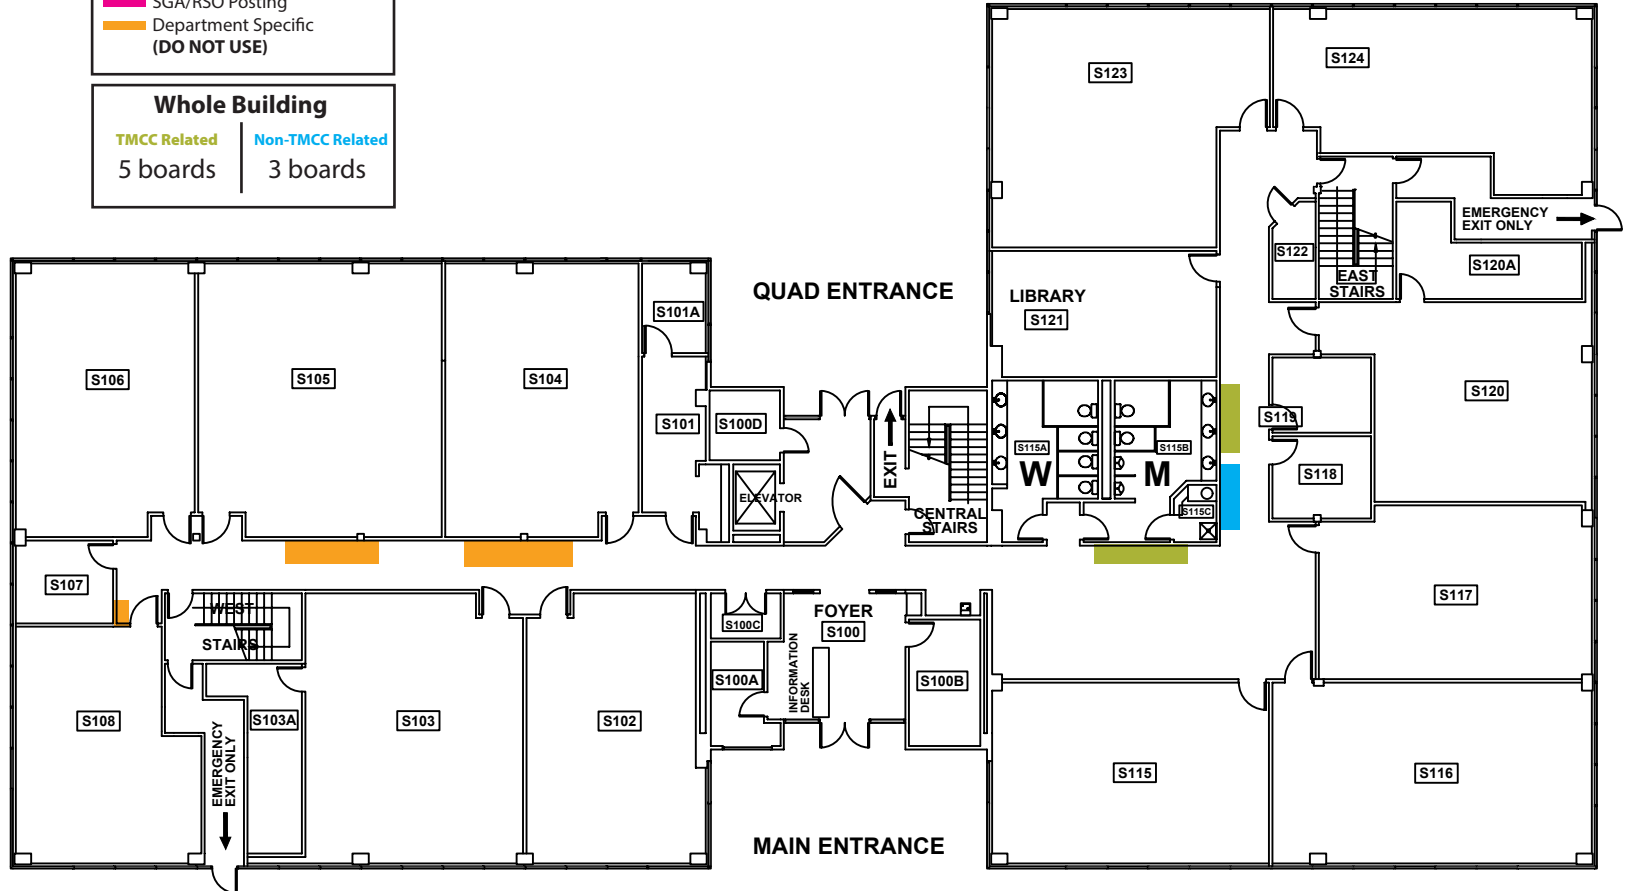 SGA/RSO Posting
Department Specific
(DO NOT USE)
Whole Building
TMCC Related
Non-TMCC Related
5 boards
3 boards
S123
S124
EMERGENCY
EXIT ONLY
S122
S120A
EAST
STAIRS
QUAD ENTRANCE
LIBRARY
S121
S101A
S106
S105
S104
S101
S100D
S120
S119
EXIT
S115A
W
S115B
M
S118
ELEVATOR
CENTRAL
STAIRS
S115C
S107
WEST
STAIRS
S117
FOYER
S100
S100C
INFORMATION
DESK
S100A
S100B
S108
S103A
S103
S102
EMERGENCY
EXIT ONLY
S115
S116
MAIN ENTRANCE